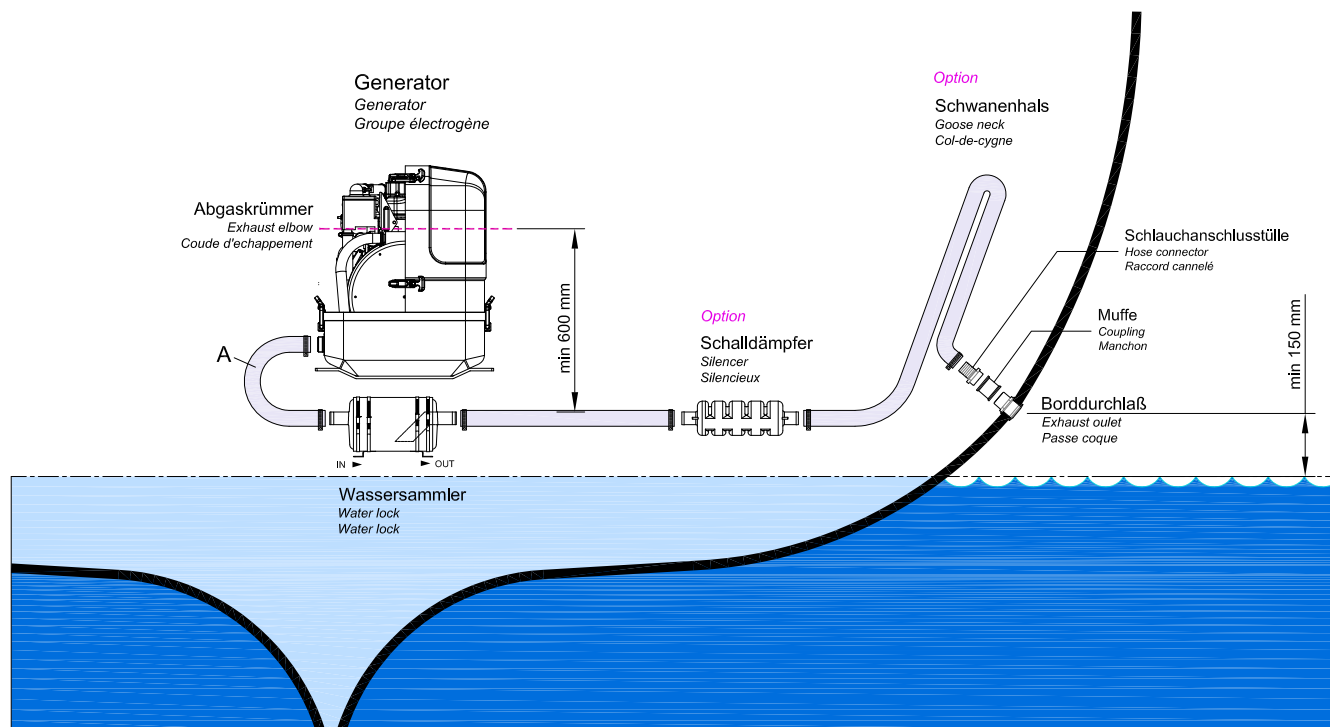 Generator
Generator
Groupe électrogène
Option
Schwanenhals
Goose neck
Col-de-cygne
Abgaskrümmer
Exhaust elbow
Coude d'echappement
Schlauchanschlusstülle
Hose connector
Raccord cannelé
min 600 mm
Option
Schalldämpfer
Silencer
Silencieux
Muffe
Coupling
Manchon
min 150 mm
A
Borddurchlaß
Exhaust oulet
Passe coque
IN
OUT
Wassersammler
Water lock
Water lock